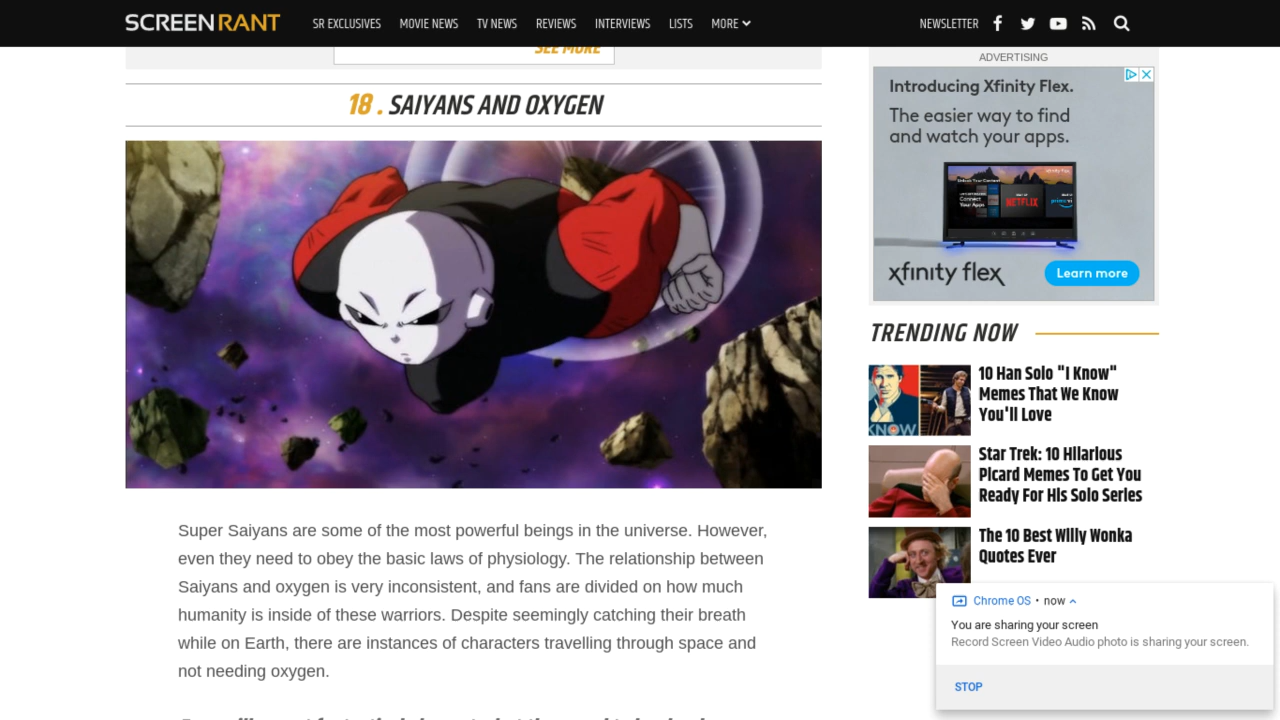 SCREENRANT
SR EXCLUSIVES
MOVIE NEWS
TV NEWS
REVIEWS
INTERVIEWS
LISTS
MORE
NEWSLETTER
SEE MORE
18 . SAIYANS AND OXYGEN
Super Saiyans are some of the most powerful beings in the universe. However,
even they need to obey the basic laws of physiology. The relationship between
Saiyans and oxygen is very inconsistent, and fans are divided on how much
humanity is inside of these warriors. Despite seemingly catching their breath
while on Earth, there are instances of characters travelling through space and
not needing oxygen.
ADVERTISING
Introducing Xfinity Flex.
The easier way to find
and watch your apps.
NETFLIX
xfinity flex
Learn more
TRENDING NOW
KNOW
10 Han Solo "I Know"
Memes That We Know
You'll Love
Star Trek: 10 Hilarious
Picard Memes To Get You
Ready For His Solo Series
The 10 Best Willy Wonka
Quotes Ever
Chrome OS • now
You are sharing your screen
Record Screen Video Audio photo is sharing your screen.
STOP